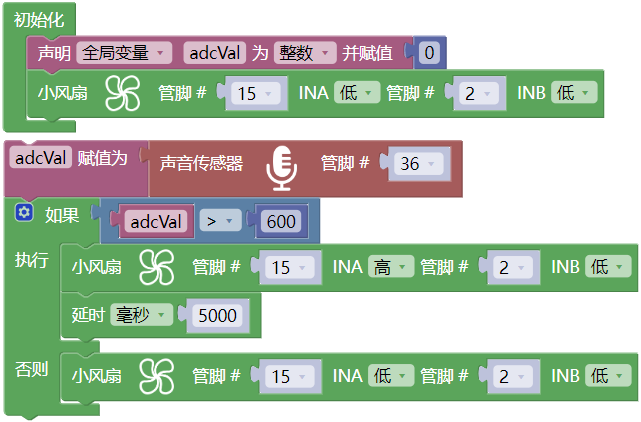 初始化
声明 全局变量 adcVal 为 整数 并赋值 0
小风扇 管脚 # 15 INA 低 管脚 # 2 INB 低
adcVal 赋值为 声音传感器 管脚 # 36
如果 adcVal > 600
执行 小风扇 管脚 # 15 INA 高 管脚 # 2 INB 低
延时 毫秒 5000
否则 小风扇 管脚 # 15 INA 低 管脚 # 2 INB 低